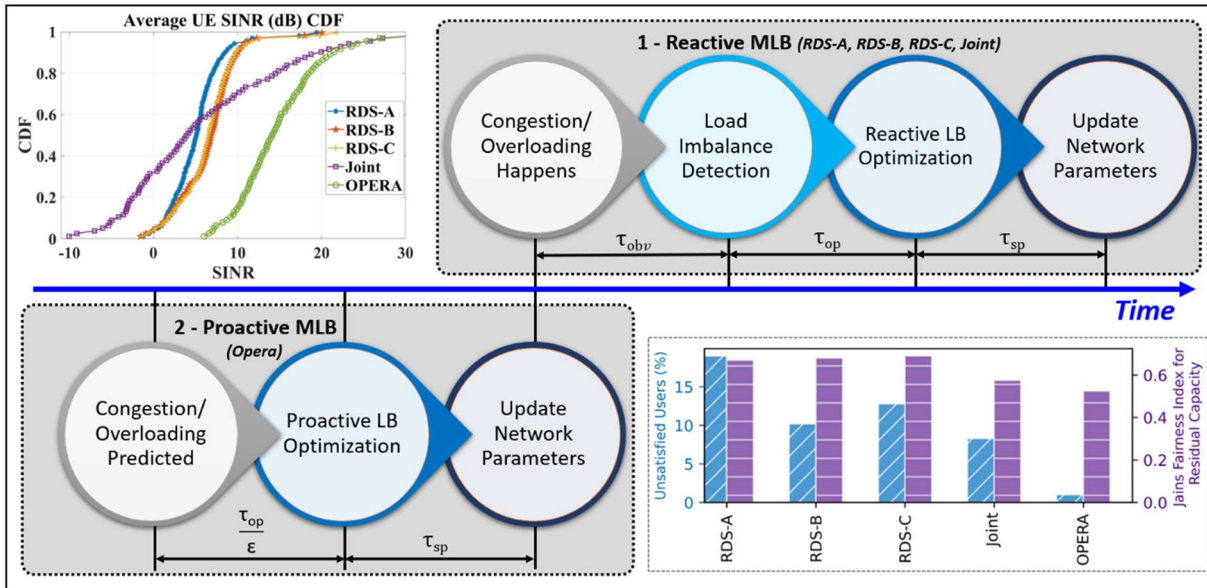 Average UE SINR (dB) CDF
CDF
1
0.8
0.6
0.4
0.2
0
-10
0
10
20
30
SINR
RDS-A
RDS-B
RDS-C
Joint
OPERA
1 - Reactive MLB (RDS-A, RDS-B, RDS-C, Joint)
Congestion/
Overloading
Happens
Load
Imbalance
Detection
Reactive LB
Optimization
Update
Network
Parameters
τobv
τop
τsp
Time
2 - Proactive MLB
(Opera)
Congestion/
Overloading
Predicted
Proactive LB
Optimization
Update
Network
Parameters
τop
ε
τsp
Unsatisfied Users (%)
15
10
5
0
0.6
0.4
0.2
0.0
Jains Fairness Index for
Residual Capacity
RDS-A
RDS-B
RDS-C
Joint
OPERA